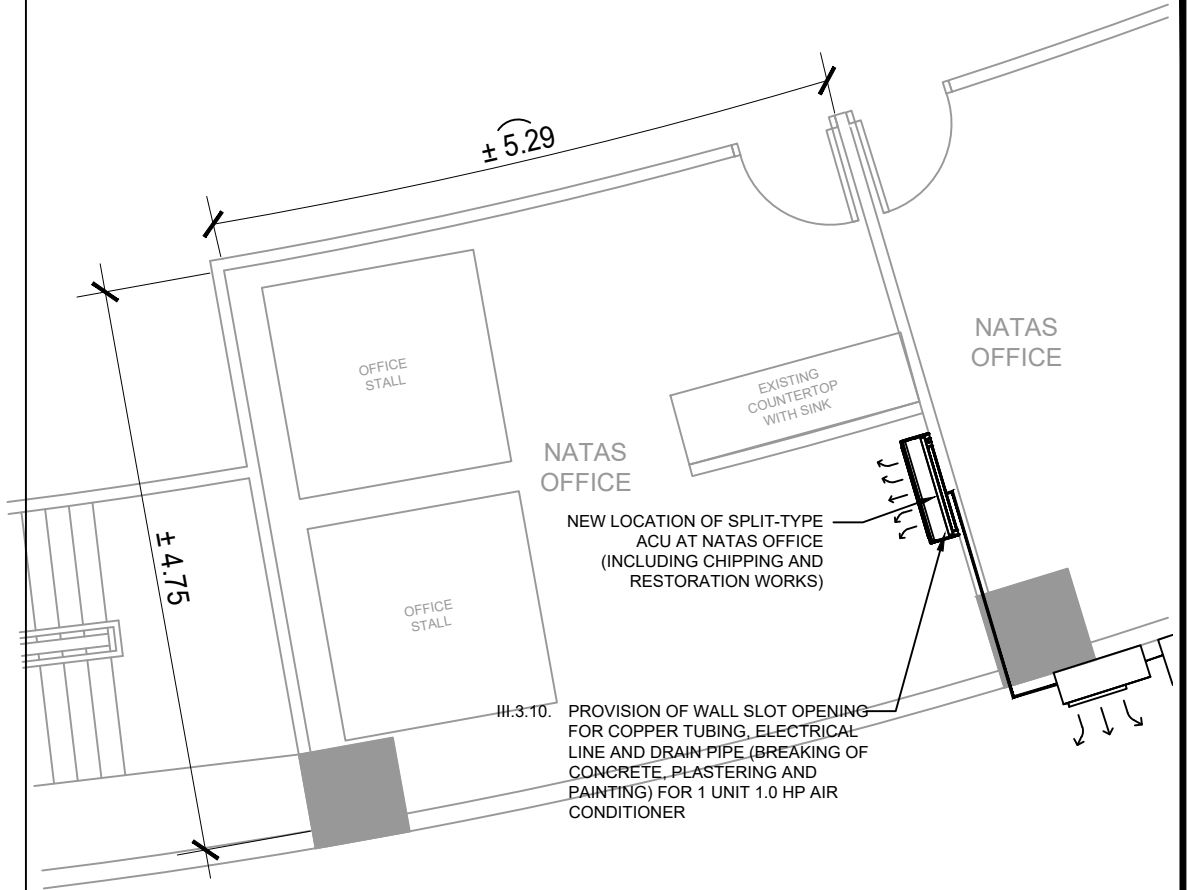 ± 5.29
NATAS
OFFICE
OFFICE
STALL
EXISTING
COUNTERTOP
WITH SINK
NATAS
OFFICE
NEW LOCATION OF SPLIT-TYPE
ACU AT NATAS OFFICE
(INCLUDING CHIPPING AND
RESTORATION WORKS)
± 4.75
OFFICE
STALL
III.3.10. PROVISION OF WALL SLOT OPENING
FOR COPPER TUBING, ELECTRICAL
LINE AND DRAIN PIPE (BREAKING OF
CONCRETE, PLASTERING AND
PAINTING) FOR 1 UNIT 1.0 HP AIR
CONDITIONER